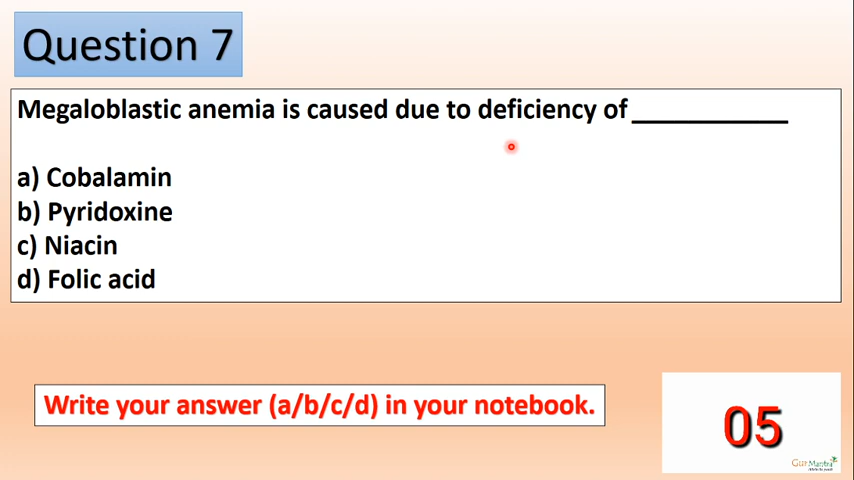 Question 7
Megaloblastic anemia is caused due to deficiency of ____________
a) Cobalamin
b) Pyridoxine
c) Niacin
d) Folic acid
Write your answer (a/b/c/d) in your notebook.
05